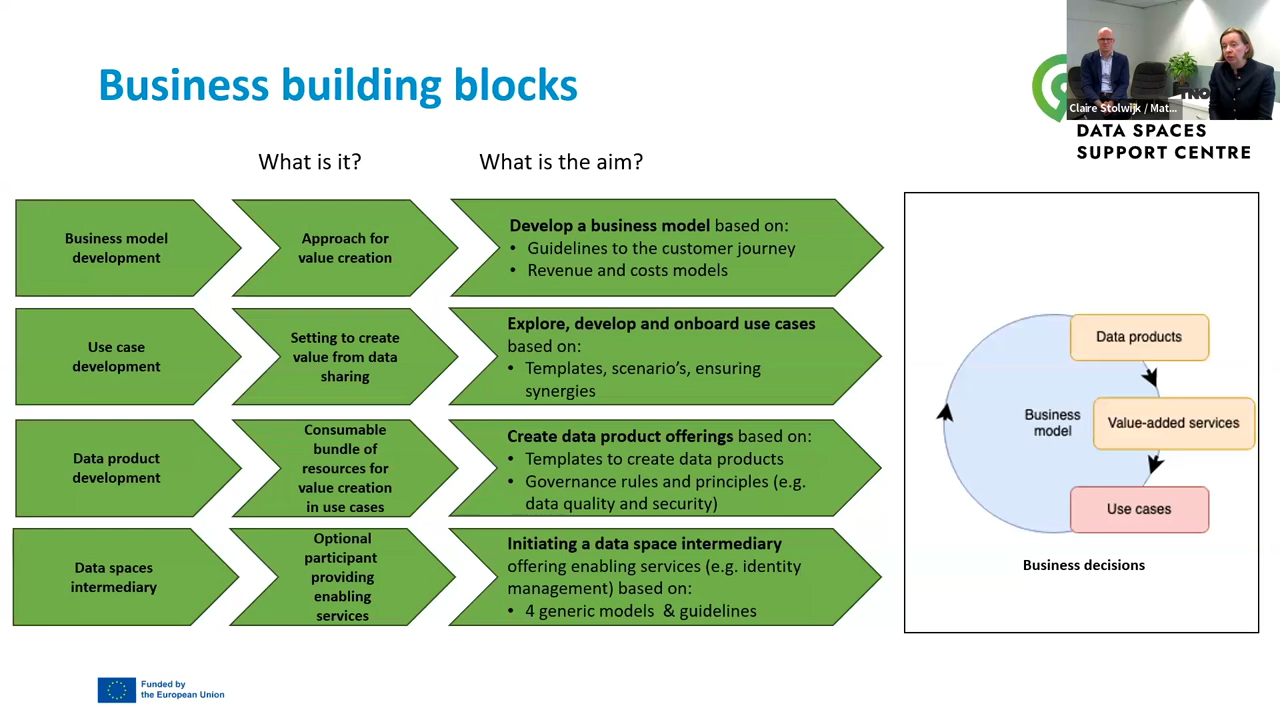 Business building blocks
TNO
Claire Stolwijk / Mat...
DATA SPACES
SUPPORT CENTRE
What is it?
What is the aim?
Business model
development
Approach for
value creation
Develop a business model based on:
• Guidelines to the customer journey
• Revenue and costs models
Use case
development
Setting to create
value from data
sharing
Explore, develop and onboard use cases
based on:
• Templates, scenario's, ensuring
synergies
Data product
development
Consumable
bundle of
resources for
value creation
in use cases
Create data product offerings based on:
• Templates to create data products
• Governance rules and principles (e.g.
data quality and security)
Data spaces
intermediary
Optional
participant
providing
enabling
services
Initiating a data space intermediary
offering enabling services (e.g. identity
management) based on:
• 4 generic models & guidelines
Data products
Business
model
Value-added services
Use cases
Business decisions
Funded by
the European Union